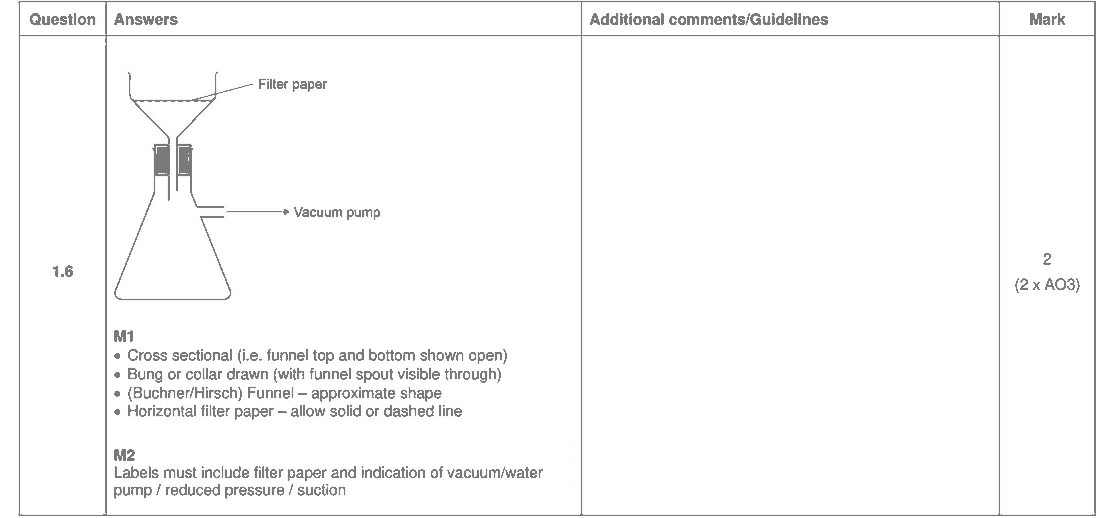 Question Answers Additional comments/Guidelines Mark
Filter paper
Vacuum pump
1.6
2
(2 x AO3)
M1
• Cross sectional (i.e. funnel top and bottom shown open)
• Bung or collar drawn (with funnel spout visible through)
• (Buchner/Hirsch) Funnel – approximate shape
• Horizontal filter paper – allow solid or dashed line
M2
Labels must include filter paper and indication of vacuum/water
pump / reduced pressure / suction